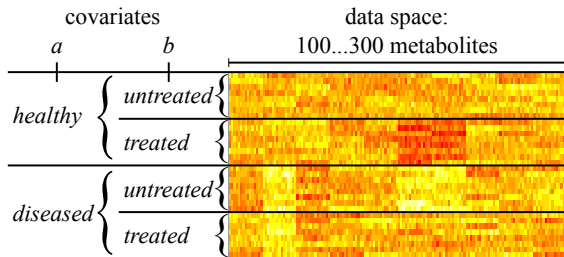 covariates
data space:
a b
100...300 metabolites
healthy
untreated
treated
diseased
untreated
treated